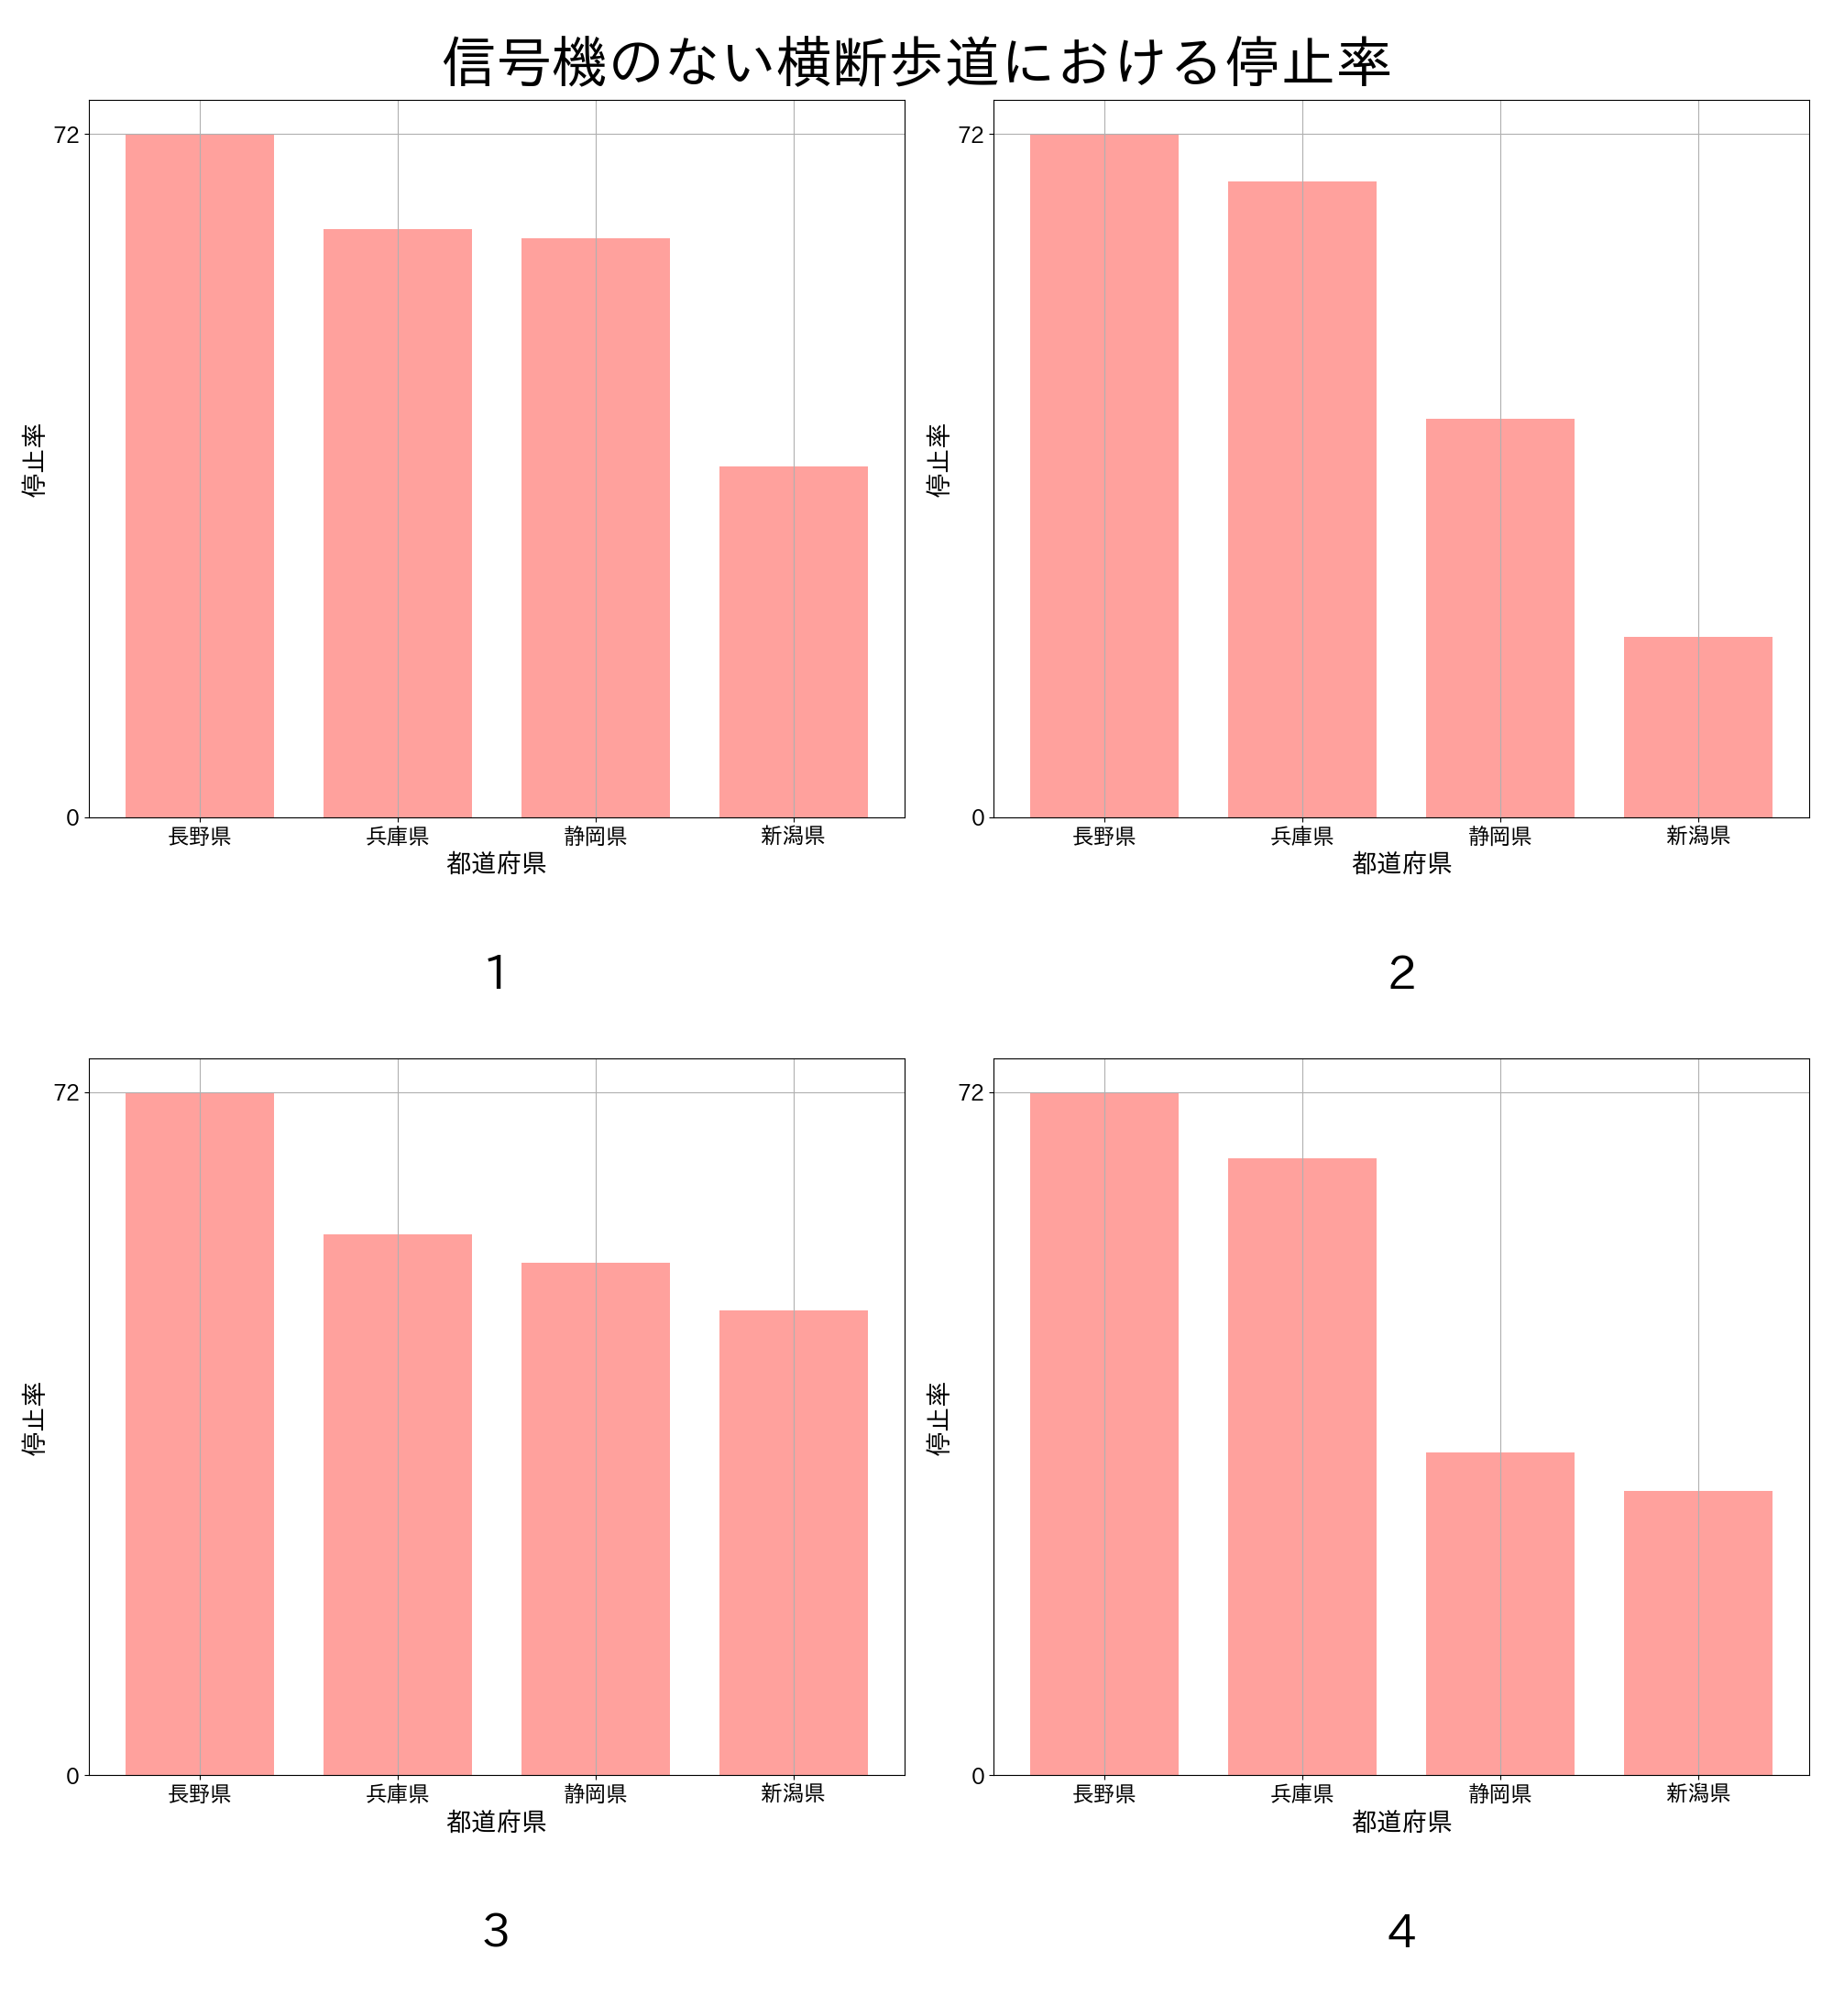 信号機のない横断歩道における停止率
72
0
停止率
長野県 兵庫県 静岡県 新潟県
都道府県
1
72
0
停止率
長野県 兵庫県 静岡県 新潟県
都道府県
2
72
0
停止率
長野県 兵庫県 静岡県 新潟県
都道府県
3
72
0
停止率
長野県 兵庫県 静岡県 新潟県
都道府県
4